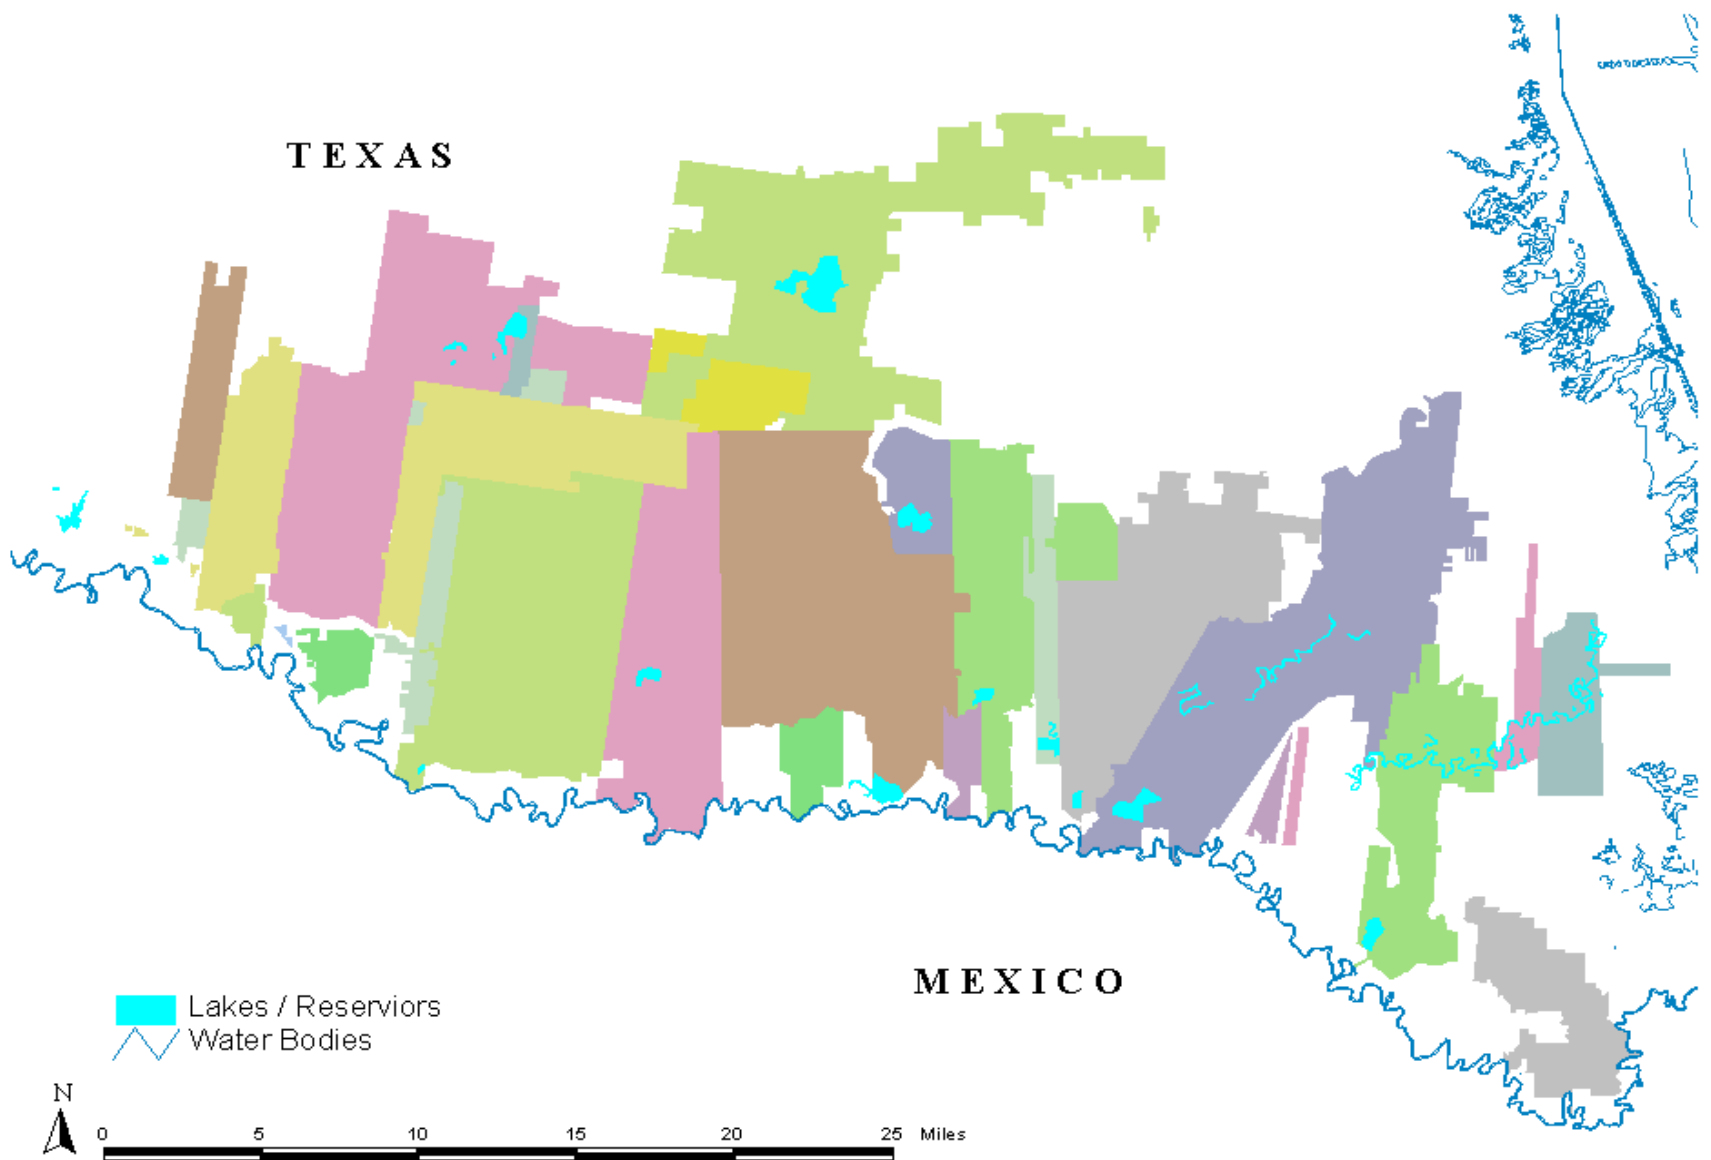 TEXAS
MEXICO
Lakes / Reserviors
Water Bodies
N
0 5 10 15 20 25 Miles